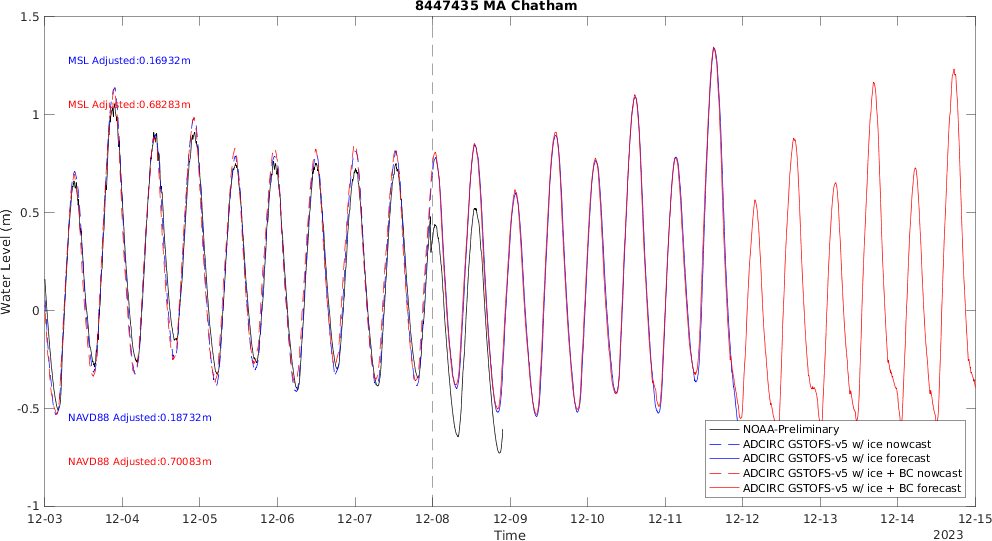 8447435 MA Chatham
MSL Adjusted:0.16932m
MSL Adjusted:0.68283m
NAVD88 Adjusted:0.18732m
NAVD88 Adjusted:0.70083m
Water Level (m)
1.5
1
0.5
0
-0.5
-1
NOAA-Preliminary
ADCIRC GSTOFS-v5 w/ ice nowcast
ADCIRC GSTOFS-v5 w/ ice forecast
ADCIRC GSTOFS-v5 w/ ice + BC nowcast
ADCIRC GSTOFS-v5 w/ ice + BC forecast
12-03 12-04 12-05 12-06 12-07 12-08 12-09 12-10 12-11 12-12 12-13 12-14 12-15
Time
2023